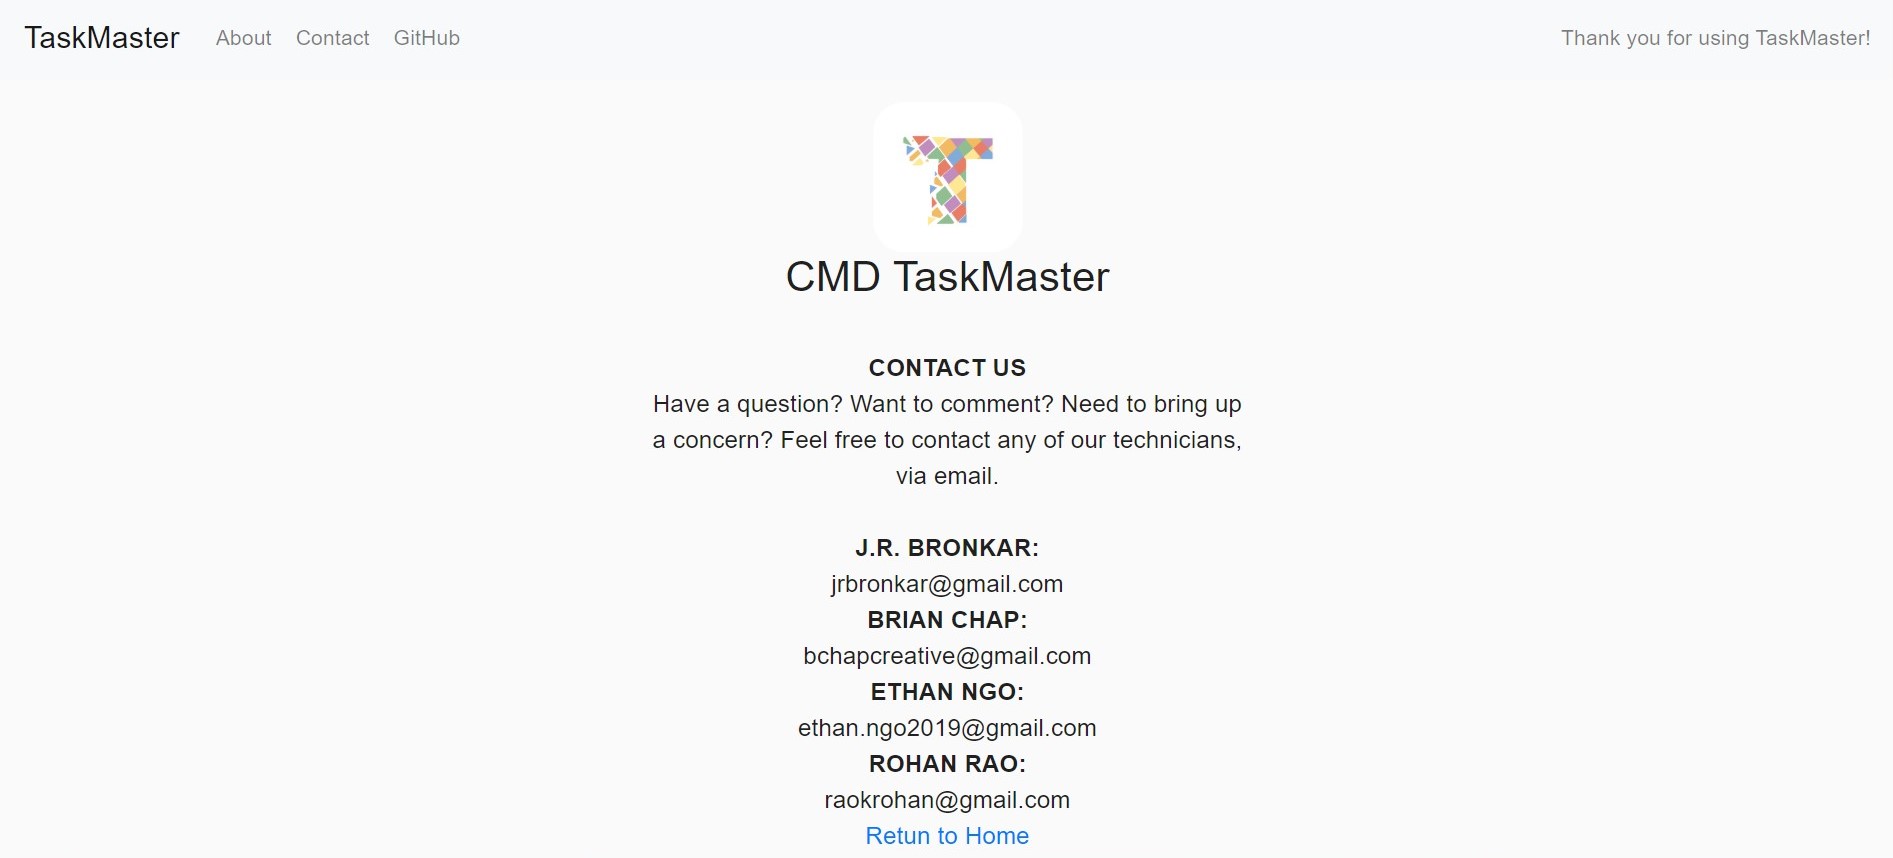 TaskMaster About Contact GitHub Thank you for using TaskMaster!
T
CMD TaskMaster
CONTACT US
Have a question? Want to comment? Need to bring up
a concern? Feel free to contact any of our technicians,
via email.
J.R. BRONKAR:
jrbronkar@gmail.com
BRIAN CHAP:
bchapcreative@gmail.com
ETHAN NGO:
ethan.ngo2019@gmail.com
ROHAN RAO:
raokrohan@gmail.com
Retun to Home